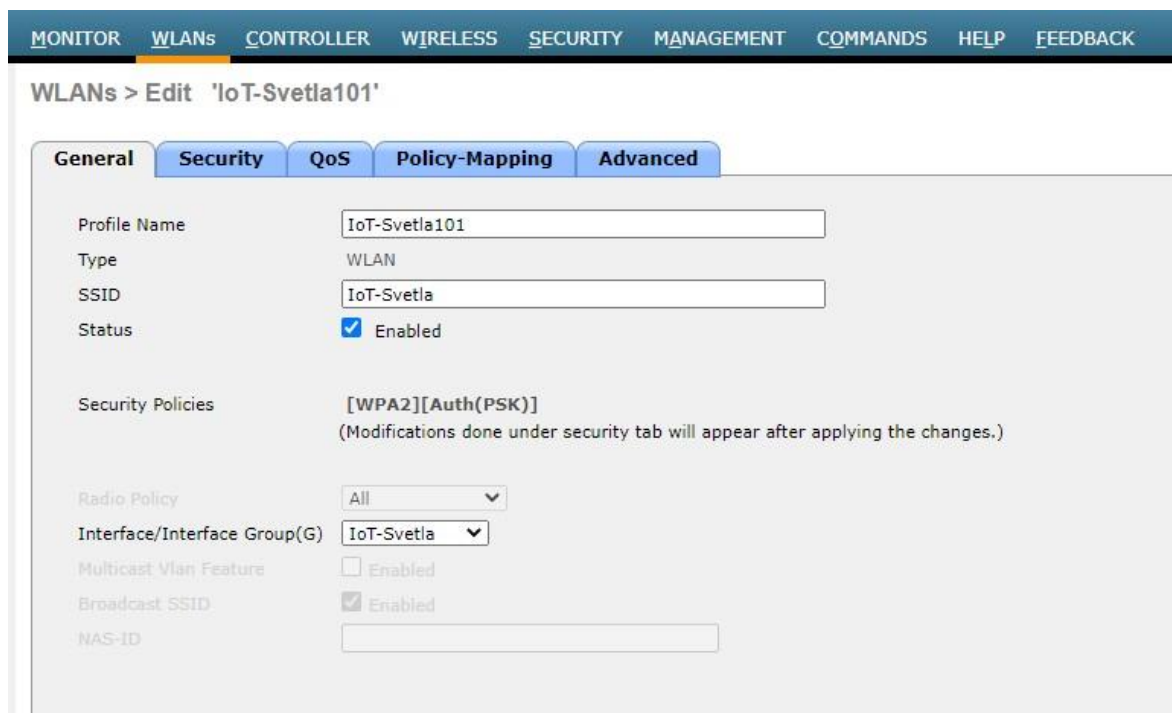 MONITOR WLANs CONTROLLER WIRELESS SECURITY MANAGEMENT COMMANDS HELP FEEDBACK
WLANs > Edit 'IoT-Svetla101'
General Security QoS Policy-Mapping Advanced
Profile Name IoT-Svetla101
Type WLAN
SSID IoT-Svetla
Status Enabled
Security Policies [WPA2][Auth(PSK)]
(Modifications done under security tab will appear after applying the changes.)
Radio Policy All
Interface/Interface Group(G) IoT-Svetla
Multicast Vlan Feature Enabled
Broadcast SSID Enabled
NAS-ID